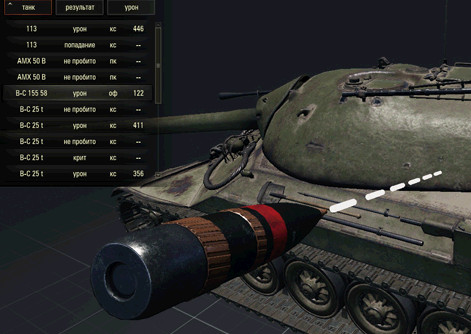 танк результат урон
113 урон кс 446
113 попадание кс --
AMX 50 B не пробито пк --
AMX 50 B не пробито пк --
B-C 155 58 урон оф 122
B-C 25 t не пробито кс --
B-C 25 t урон кс 411
B-C 25 t не пробито кс --
B-C 25 t крит кс --
B-C 25 t урон кс 356